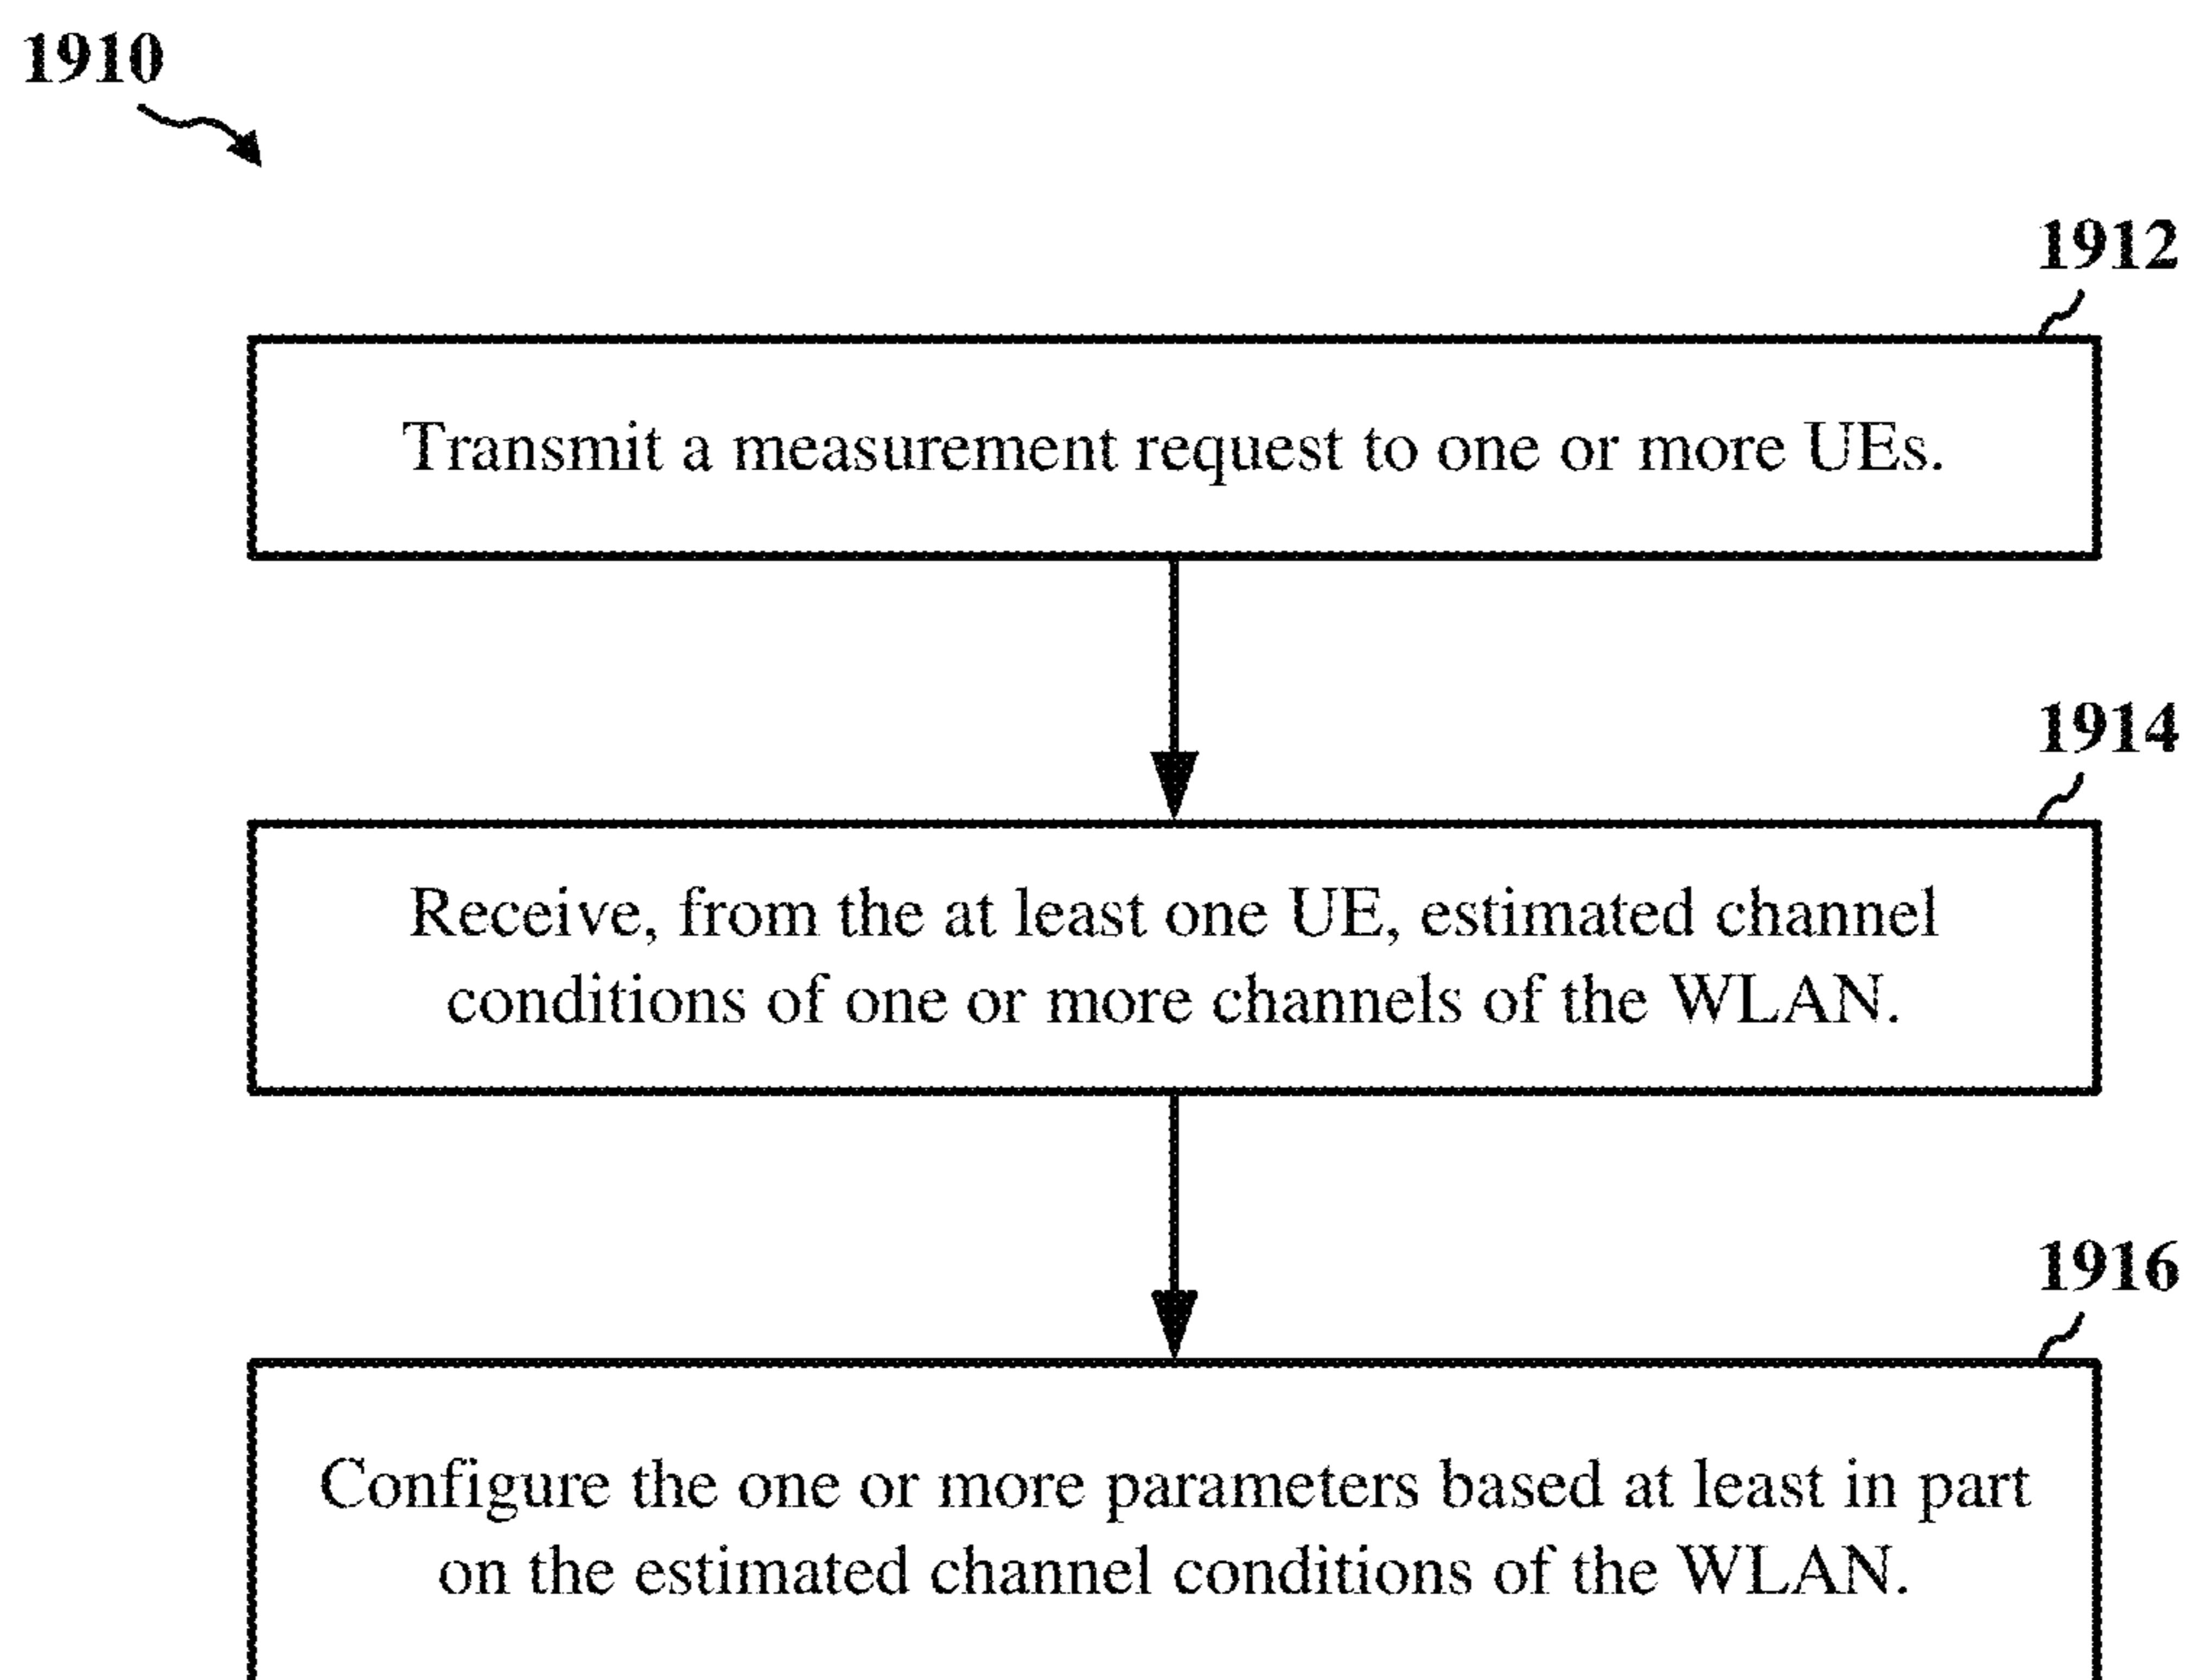 1910
1912
Transmit a measurement request to one or more UEs.
1914
Receive, from the at least one UE, estimated channel
conditions of one or more channels of the WLAN.
1916
Configure the one or more parameters based at least in part
on the estimated channel conditions of the WLAN.